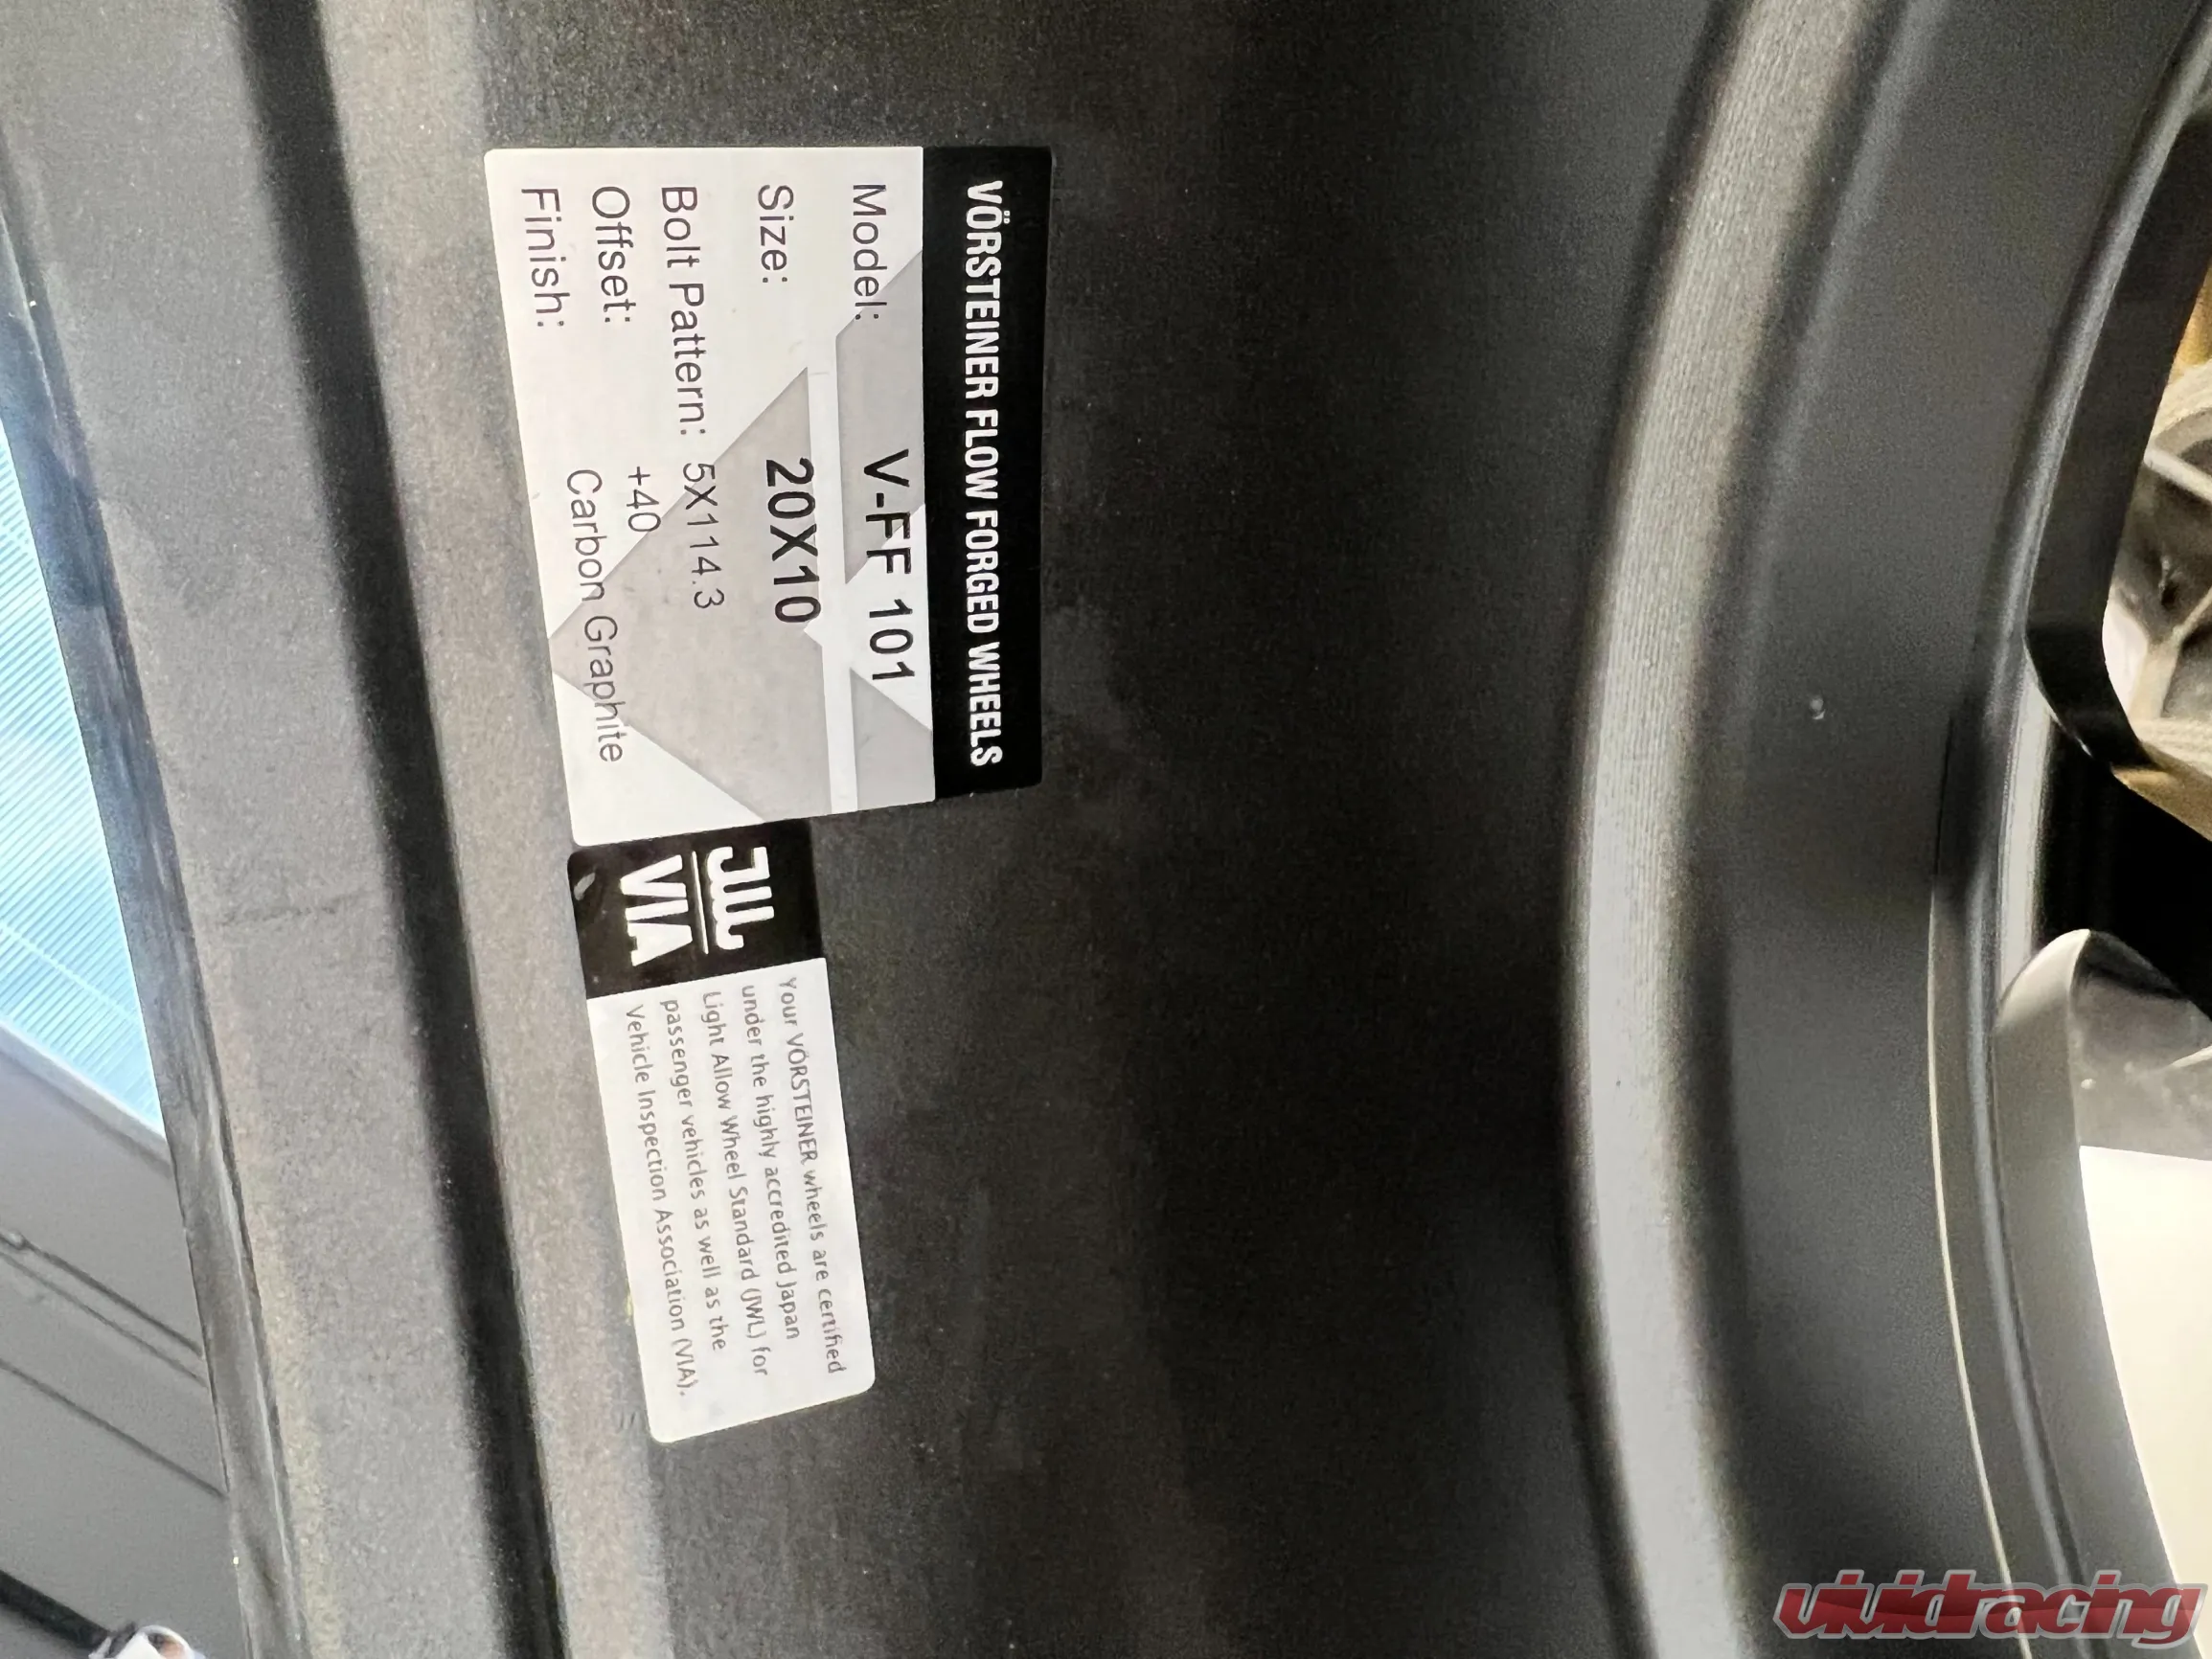 VÖRSTEINER FLOW FORGED WHEELS
Model: V-FF 101
Size: 20X10
Bolt Pattern: 5X114.3
Offset: +40
Finish: Carbon Graphite
JWL
VIA
Your VÖRSTEINER wheels are certified
under the highly accredited Japan
Light Allow Wheel Standard (JWL) for
passenger vehicles as well as the
Vehicle Inspection Association (VIA).
vividracing